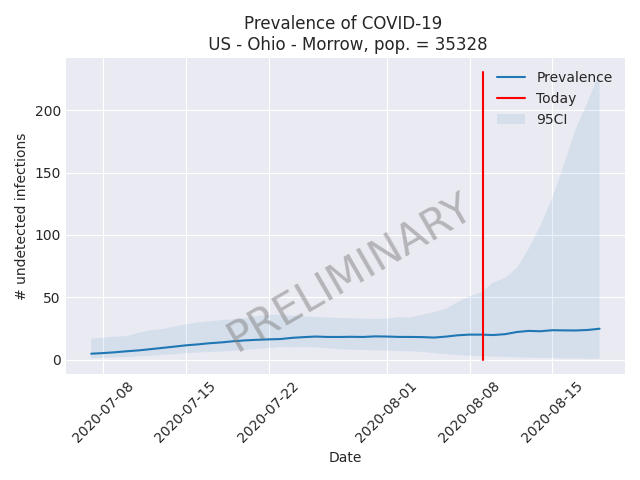 Prevalence of COVID-19
US - Ohio - Morrow, pop. = 35328
Prevalence
Today
95CI
# undetected infections
200
150
100
50
0
PRELIMINARY
2020-07-08
2020-07-15
2020-07-22
2020-08-01
2020-08-08
2020-08-15
Date